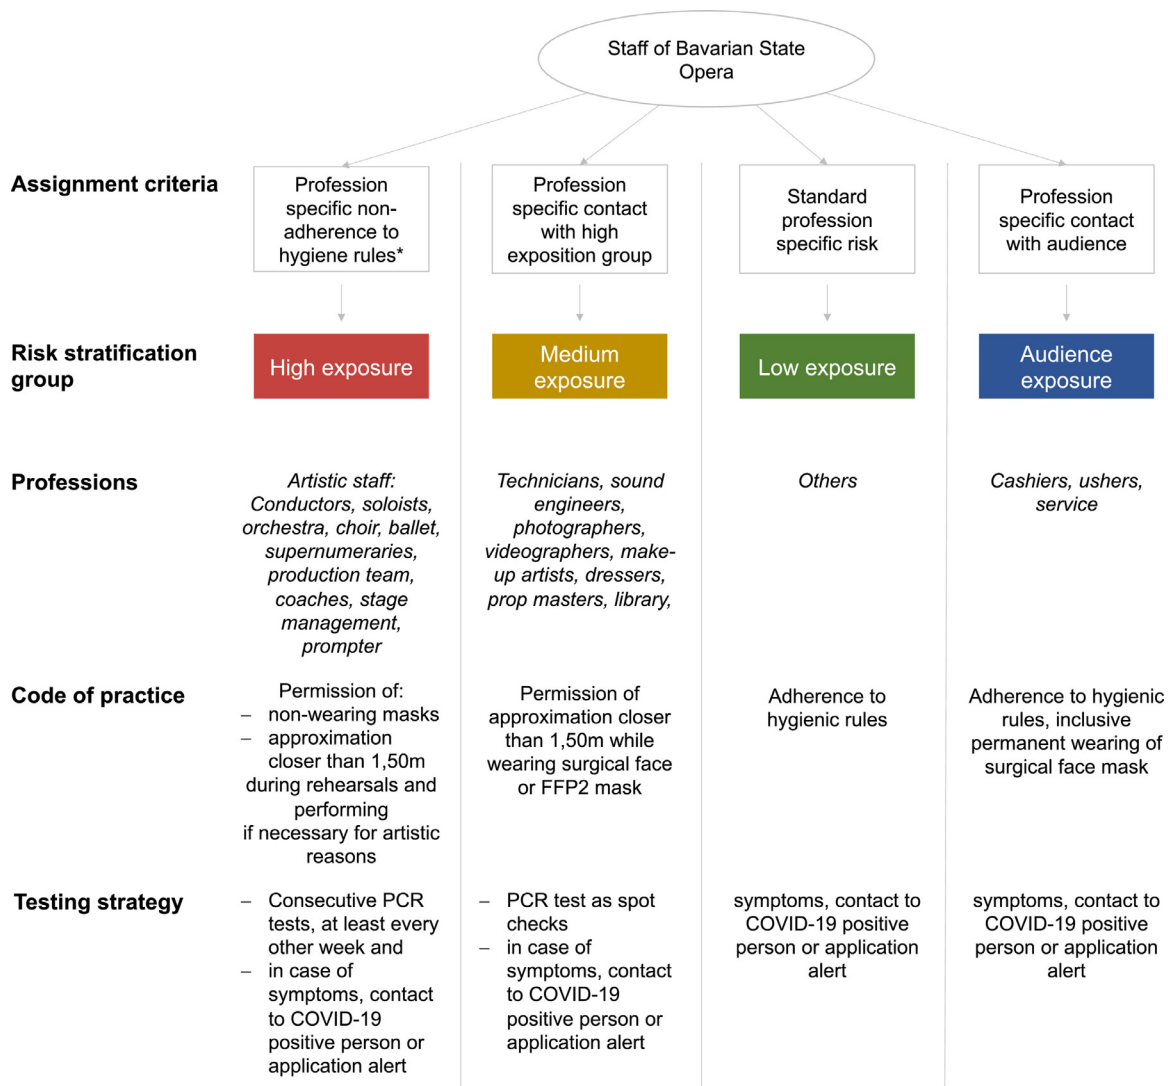 Staff of Bavarian State
Opera
Assignment criteria
Profession
specific non-
adherence to
hygiene rules*
Profession
specific contact
with high
exposition group
Standard
profession
specific risk
Profession
specific contact
with audience
Risk stratification
group
High exposure
Medium
exposure
Low exposure
Audience
exposure
Professions
Artistic staff:
Conductors, soloists,
orchestra, choir, ballet,
supernumeraries,
production team,
coaches, stage
management,
prompter
Technicians, sound
engineers,
photographers,
videographers, make-
up artists, dressers,
prop masters, library,
Others
Cashiers, ushers,
service
Code of practice
Permission of:
– non-wearing masks
– approximation
closer than 1,50m
during rehearsals and
performing
if necessary for artistic
reasons
Permission of
approximation closer
than 1,50m while
wearing surgical face
or FFP2 mask
Adherence to
hygienic rules
Adherence to hygienic
rules, inclusive
permanent wearing of
surgical face mask
Testing strategy
– Consecutive PCR
tests, at least every
other week and
– in case of
symptoms, contact
to COVID-19
positive person or
application alert
– PCR test as spot
checks
– in case of
symptoms, contact
to COVID-19
positive person or
application alert
symptoms, contact to
COVID-19 positive
person or application
alert
symptoms, contact to
COVID-19 positive
person or application
alert